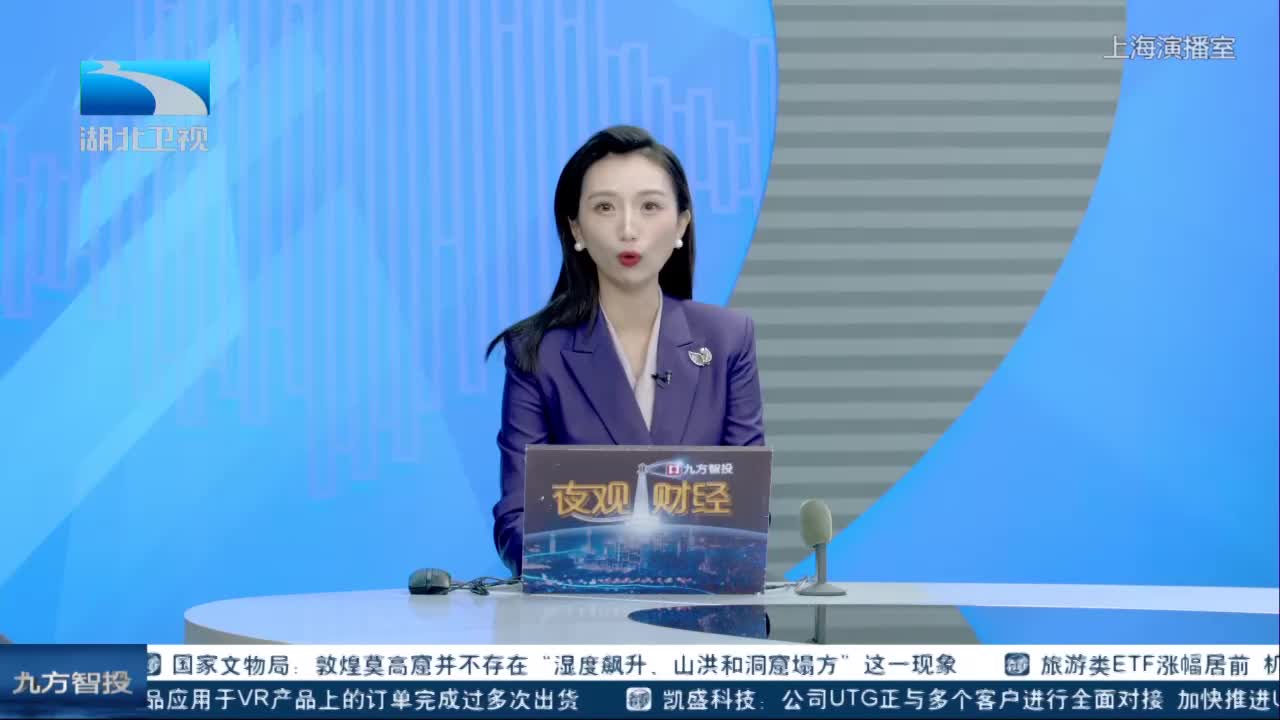 上海演播室
湖北卫视
九方智投
夜观财经
国家文物局：敦煌莫高窟并不存在“湿度飙升、山洪和洞窟塌方”这一现象
旅游类ETF涨幅居前
九方智投
品应用于VR产品上的订单完成过多次出货
凯盛科技：公司UTG正与多个客户进行全面对接 加快推进